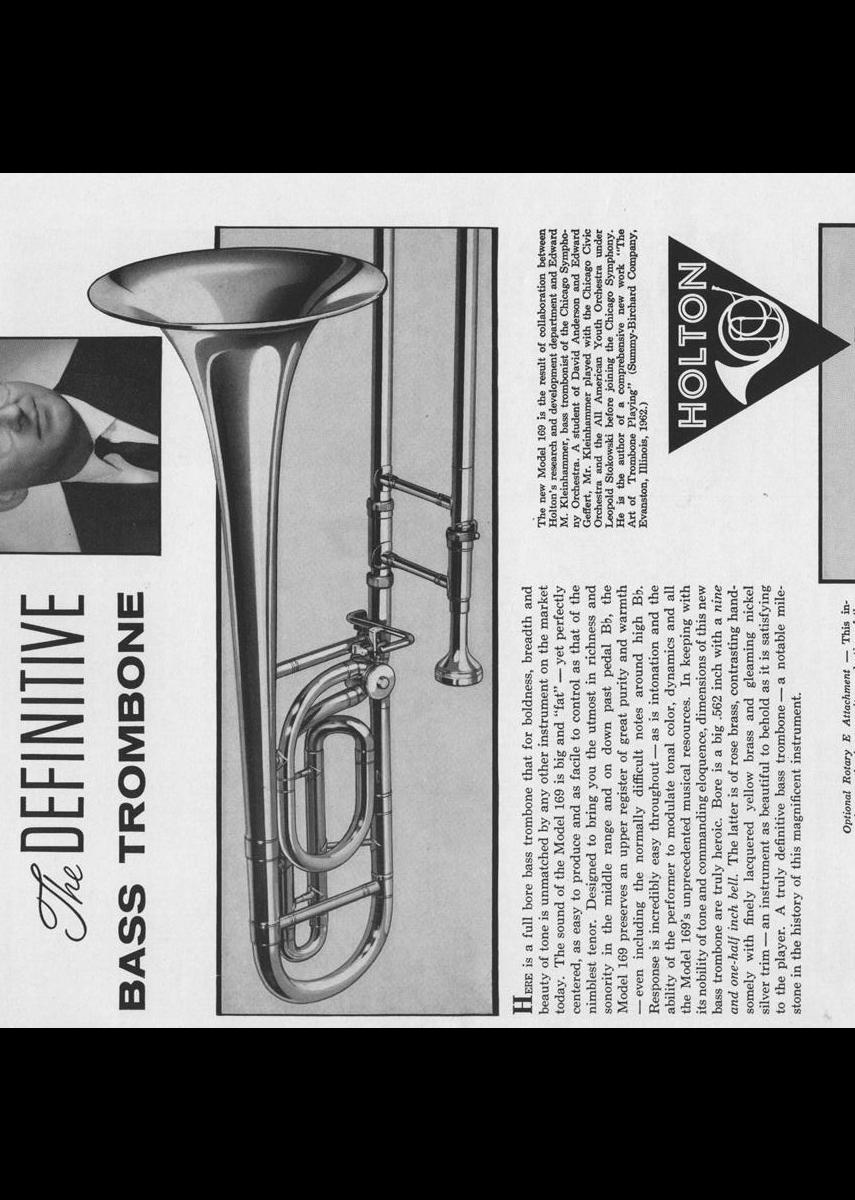 The DEFINITIVE
BASS TROMBONE
HERE is a full bore bass trombone that for boldness, breadth and
beauty of tone is unmatched by any other instrument on the market
today. The sound of the Model 169 is big and “fat” — yet perfectly
centered, as easy to produce and as facile to control as that of the
nimblest tenor. Designed to bring you the utmost in richness and
sonority in the middle range and on down past pedal B♭, the
Model 169 preserves an upper register of great purity and warmth
— even including the normally difficult notes around high B♭.
Response is incredibly easy throughout — as is intonation and the
ability of the performer to modulate tonal color, dynamics and all
the Model 169's unprecedented musical resources. In keeping with
its nobility of tone and commanding eloquence, dimensions of this new
bass trombone are truly heroic. Bore is a big .562 inch with a nine
and one-half inch bell. The latter is of rose brass, contrasting hand-
somely with finely lacquered yellow brass and gleaming nickel
silver trim — an instrument as beautiful to behold as it is satisfying
to the player. A truly definitive bass trombone — a notable mile-
stone in the history of this magnificent instrument.
The new Model 169 is the result of collaboration between
Holton's research and development department and Edward
M. Kleinhammer, bass trombonist of the Chicago Sympho-
ny Orchestra. A student of David Anderson and Edward
Geffert, Mr. Kleinhammer played with the Chicago Civic
Orchestra and the All American Youth Orchestra under
Leopold Stokowski before joining the Chicago Symphony.
He is the author of a comprehensive new work “The
Art of Trombone Playing” (Summy-Birchard Company,
Evanston, Illinois, 1962.)
HOLTON
Optional Rotary E Attachment — This in-